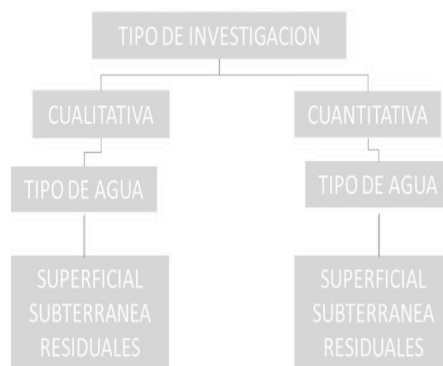 TIPO DE INVESTIGACION
CUALITATIVA
CUANTITATIVA
TIPO DE AGUA
TIPO DE AGUA
SUPERFICIAL
SUBTERRANEA
RESIDUALES
SUPERFICIAL
SUBTERRANEA
RESIDUALES